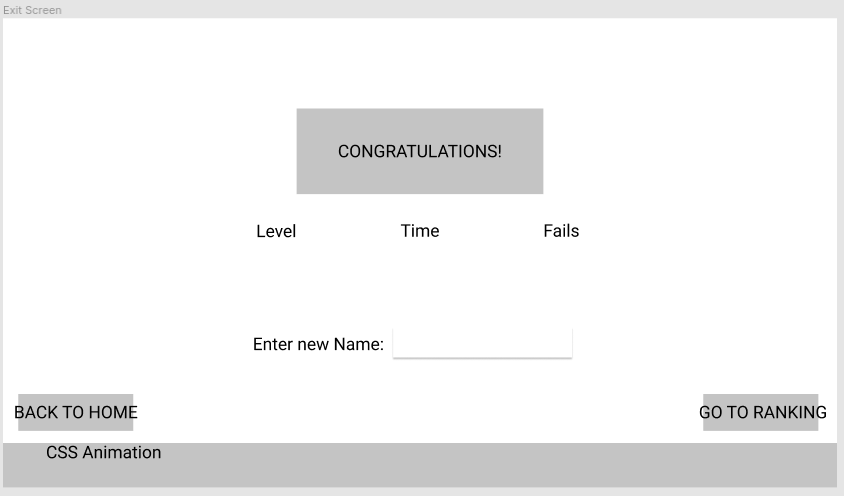 Exit Screen
CONGRATULATIONS!
Level Time Fails
Enter new Name:
BACK TO HOME GO TO RANKING
CSS Animation